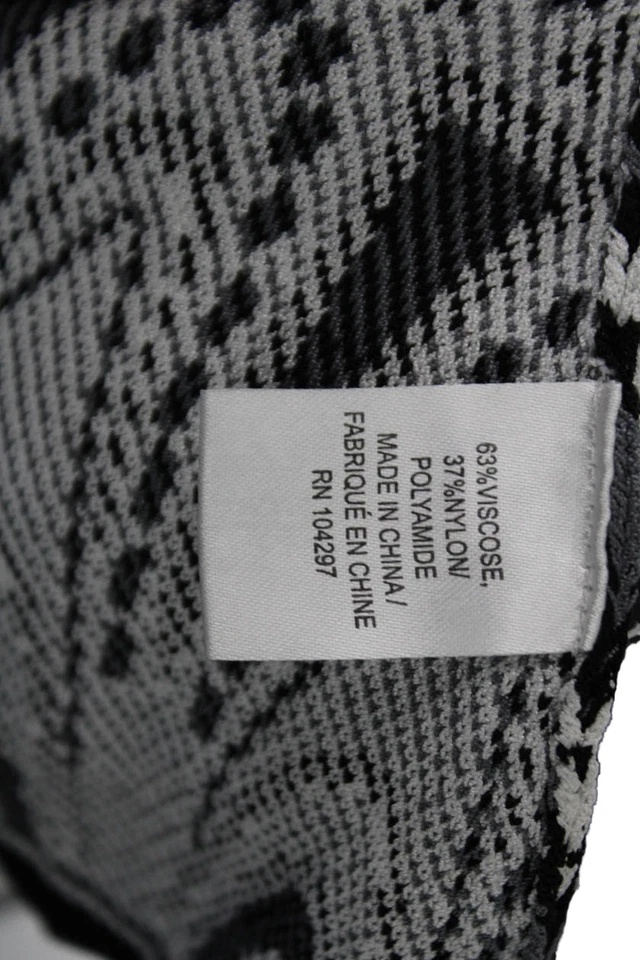 63%VISCOSE,
37%NYLON/
POLYAMIDE
MADE IN CHINA/
FABRIQUÉ EN CHINE
RN 104297